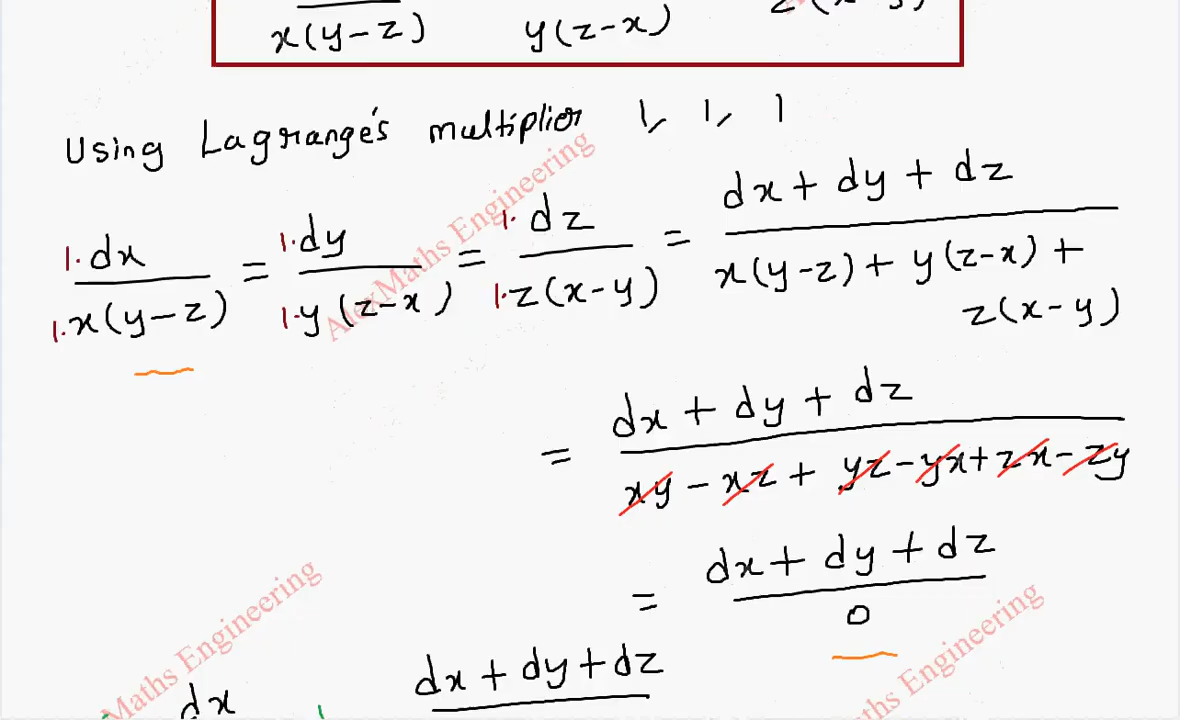 x(y-z) y(z-x)
Using Lagrange's multiplier 1, 1, 1
1.dx / 1.x(y-z) = 1.dy / 1.y(z-x) = 1.dz / 1.z(x-y) = dx + dy + dz / x(y-z) + y(z-x) + z(x-y)
= dx + dy + dz / xy - xz + yz - yx + zx - zy
= dx + dy + dz / 0
dx dx + dy + dz
AlexMaths Engineering
Maths Engineering
Maths Engineering